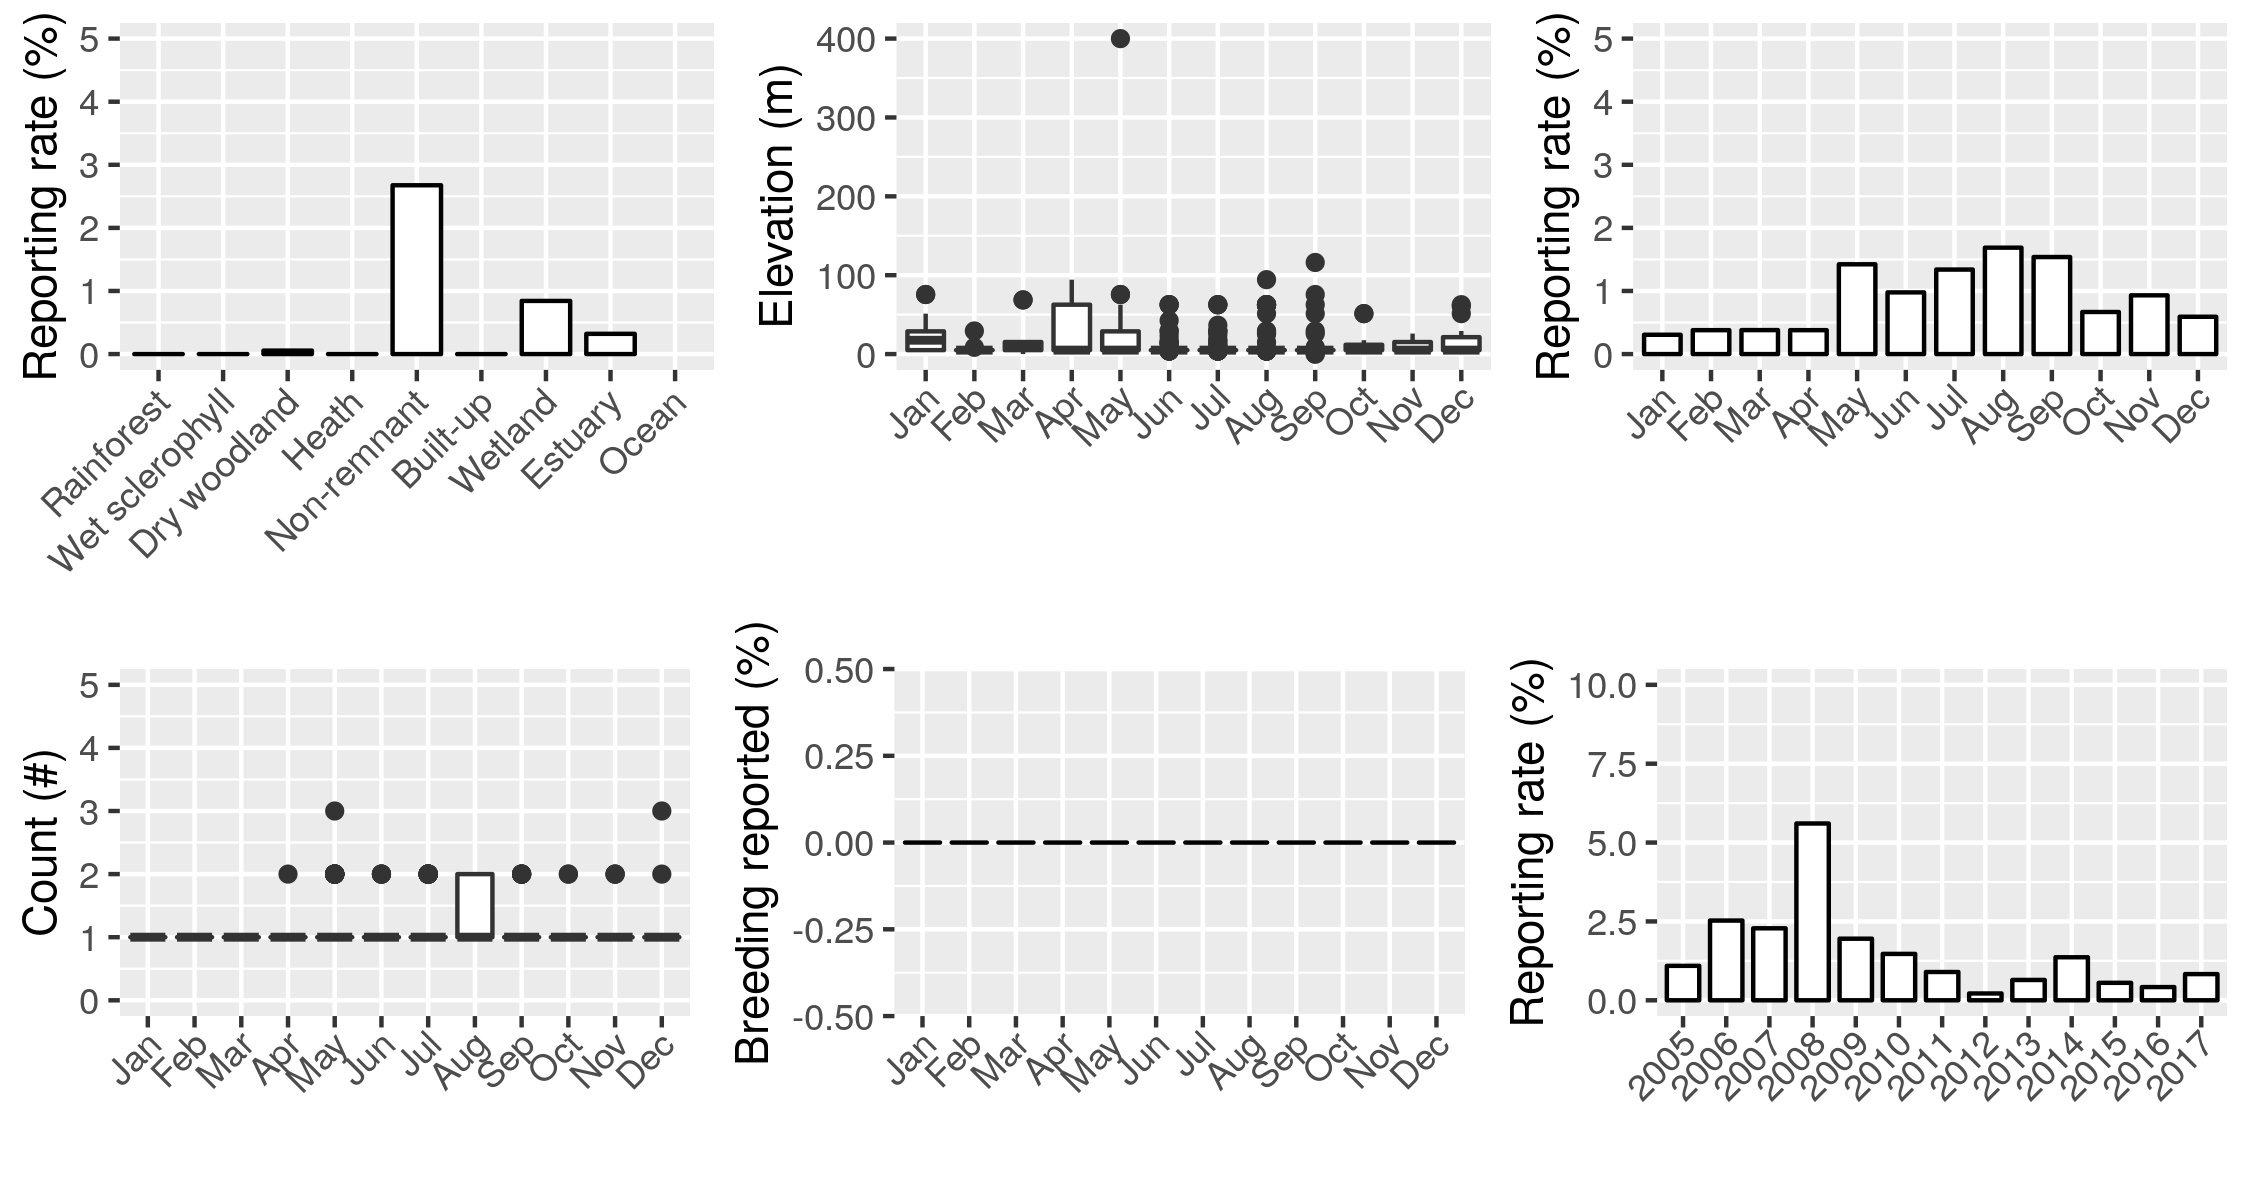 Reporting rate (%)
5
4
3
2
1
0
Rainforest
Wet sclerophyll
Dry woodland
Heath
Non-remnant
Built-up
Wetland
Estuary
Ocean
Elevation (m)
400
300
200
100
0
Jan
Feb
Mar
Apr
May
Jun
Jul
Aug
Sep
Oct
Nov
Dec
Reporting rate (%)
5
4
3
2
1
0
Jan
Feb
Mar
Apr
May
Jun
Jul
Aug
Sep
Oct
Nov
Dec
Count (#)
5
4
3
2
1
0
Jan
Feb
Mar
Apr
May
Jun
Jul
Aug
Sep
Oct
Nov
Dec
Breeding reported (%)
0.50
0.25
0.00
-0.25
-0.50
Jan
Feb
Mar
Apr
May
Jun
Jul
Aug
Sep
Oct
Nov
Dec
Reporting rate (%)
10.0
7.5
5.0
2.5
0.0
2005
2006
2007
2008
2009
2010
2011
2012
2013
2014
2015
2016
2017